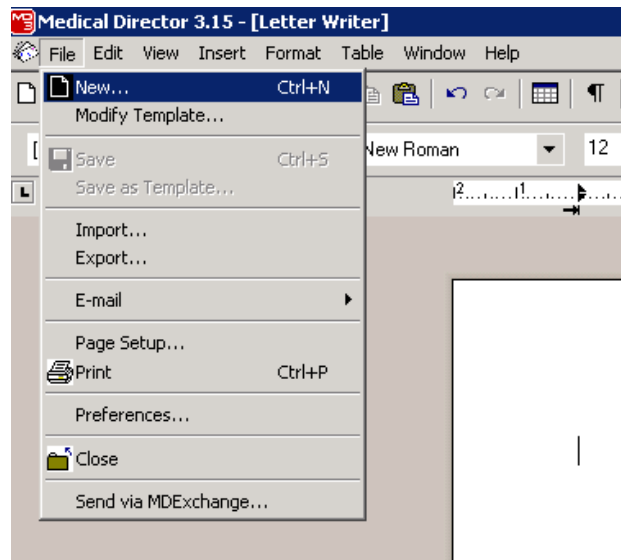 Medical Director 3.15 - [Letter Writer]
File Edit View Insert Format Table Window Help
New... Ctrl+N
Modify Template...
Save Ctrl+S
New Roman 12
Save as Template...
2 1
Import...
Export...
E-mail
Page Setup...
Print Ctrl+P
Preferences...
Close
Send via MDExchange...